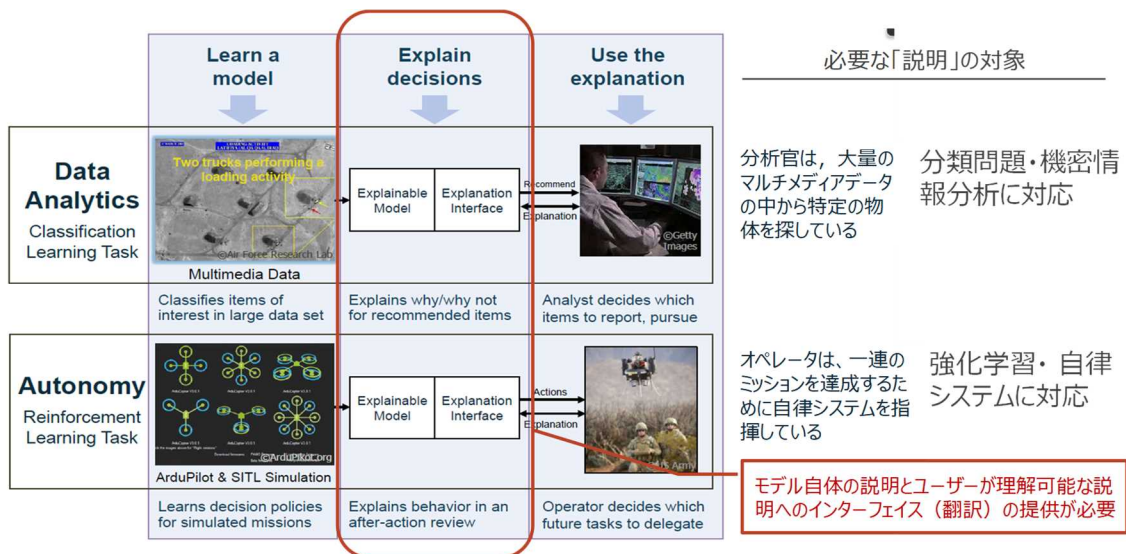 Learn a
model
Explain
decisions
Use the
explanation
必要な「説明」の対象
Data
Analytics
Classification
Learning Task
LOADING ACTIVITY
Two trucks performing a
loading activity
©Air Force Research Lab
Multimedia Data
Explainable
Model
Explanation
Interface
Recommend
Explanation
©Getty
Images
分析官は，大量の
マルチメディアデータ
の中から特定の物
体を探している
分類問題・機密情
報分析に対応
Classifies items of
interest in large data set
Explains why/why not
for recommended items
Analyst decides which
items to report, pursue
Autonomy
Reinforcement
Learning Task
©ArduPilot.org
ArduPilot & SITL Simulation
Explainable
Model
Explanation
Interface
Actions
Explanation
US Army
オペレータは、一連の
ミッションを達成するた
めに自律システムを指
揮している
強化学習・ 自律
システムに対応
Learns decision policies
for simulated missions
Explains behavior in an
after-action review
Operator decides which
future tasks to delegate
モデル自体の説明とユーザーが理解可能な説
明へのインターフェイス（翻訳）の提供が必要